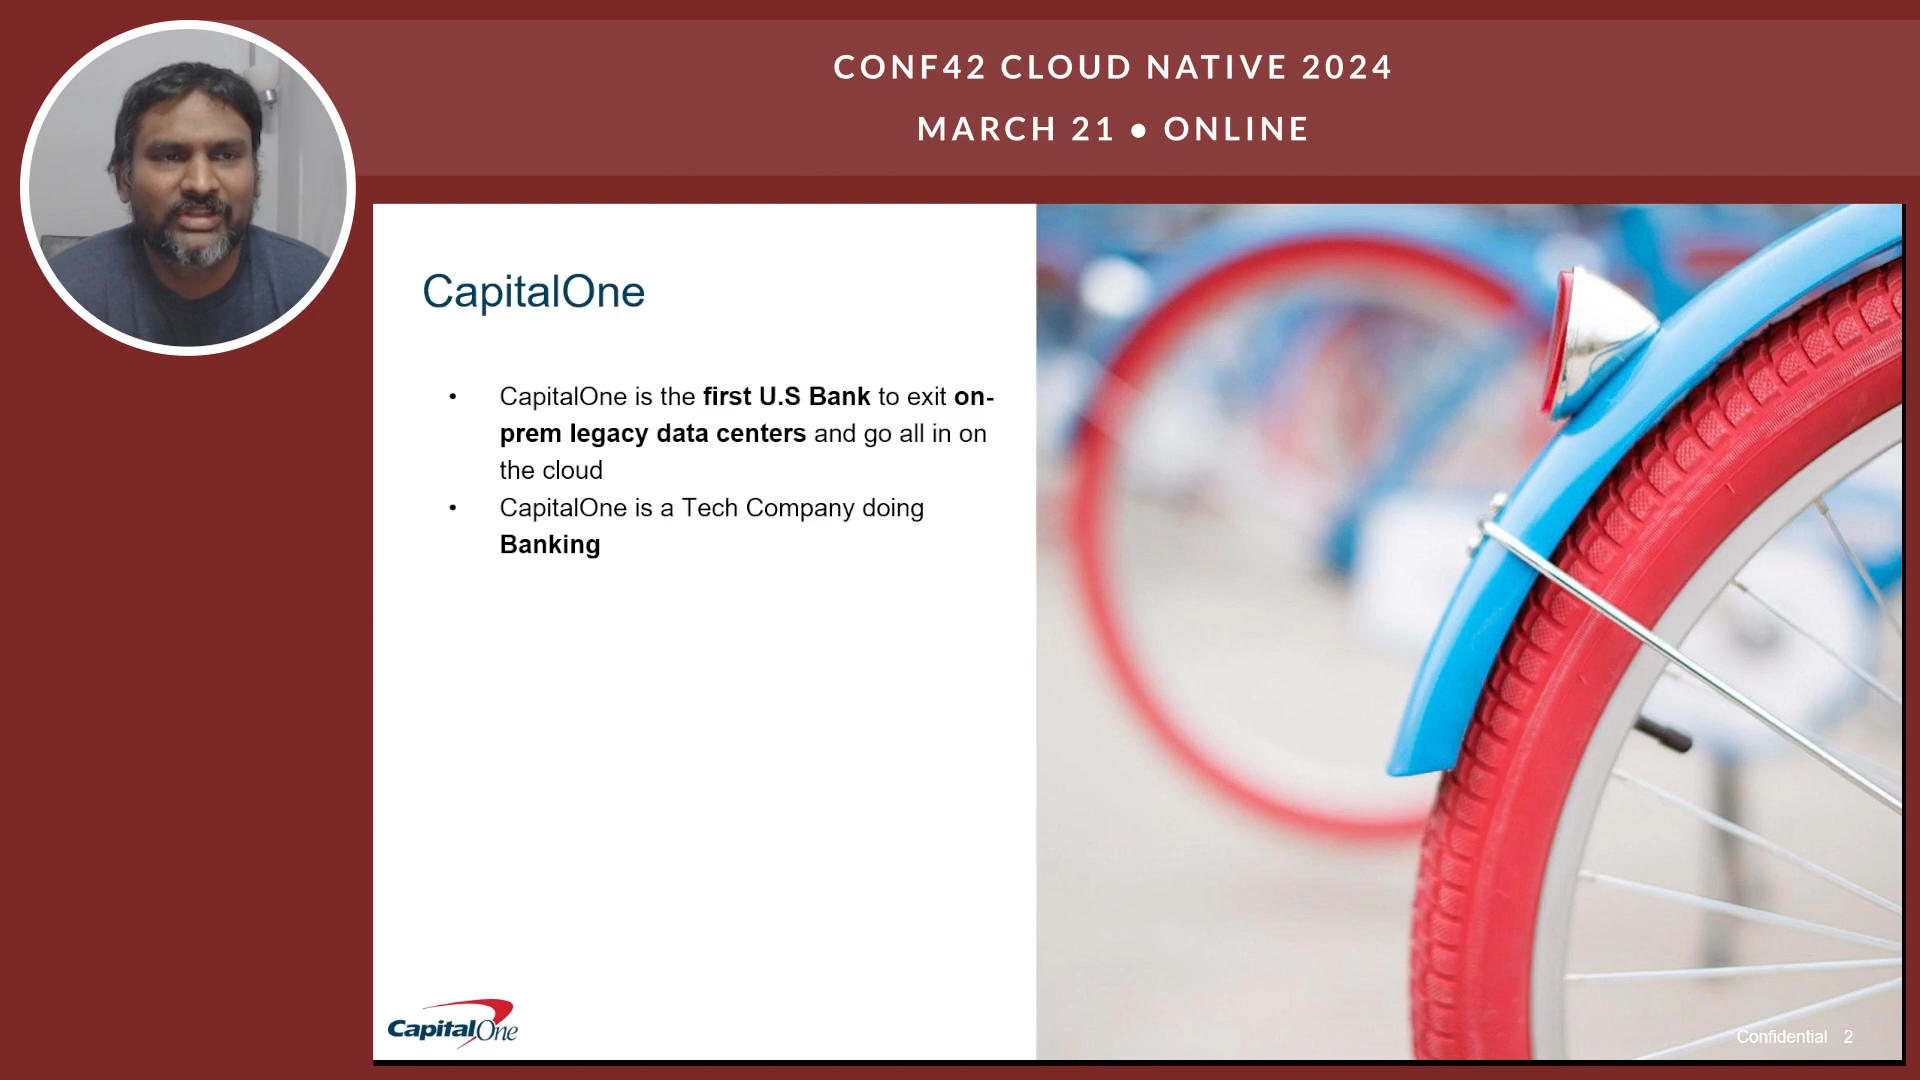 CONF42 CLOUD NATIVE 2024
MARCH 21 • ONLINE
CapitalOne
• CapitalOne is the first U.S Bank to exit on-
prem legacy data centers and go all in on
the cloud
• CapitalOne is a Tech Company doing
Banking
CapitalOne
Confidential 2